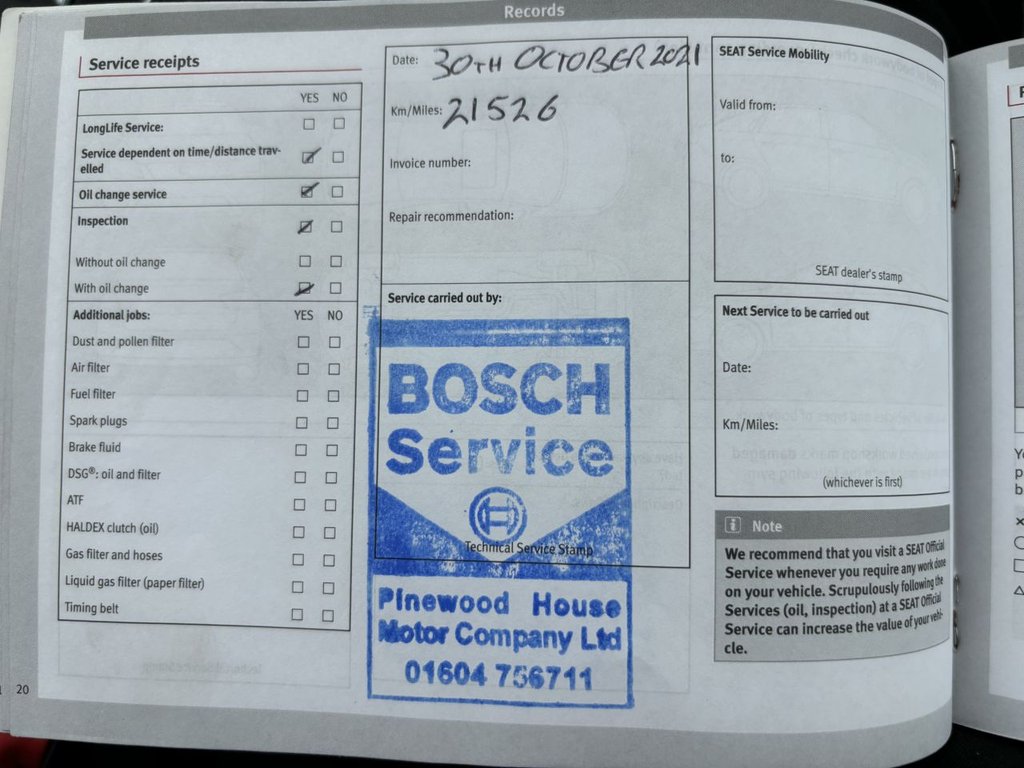 Records
Service receipts
YES NO
LongLife Service:
Service dependent on time/distance trav-
elled
Oil change service
Inspection
Without oil change
With oil change
Additional jobs: YES NO
Dust and pollen filter
Air filter
Fuel filter
Spark plugs
Brake fluid
DSG®: oil and filter
ATF
HALDEX clutch (oil)
Gas filter and hoses
Liquid gas filter (paper filter)
Timing belt
20
Date: 30TH OCTOBER 2021
Km/Miles: 21526
Invoice number:
Repair recommendation:
Service carried out by:
BOSCH
Service
Technical Service Stamp
Pinewood House
Motor Company Ltd
01604 756711
SEAT Service Mobility
Valid from:
to:
SEAT dealer's stamp
Next Service to be carried out
Date:
Km/Miles:
(whichever is first)
i Note
We recommend that you visit a SEAT Official
Service whenever you require any work done
on your vehicle. Scrupulously following the
Services (oil, inspection) at a SEAT Official
Service can increase the value of your vehi-
cle.